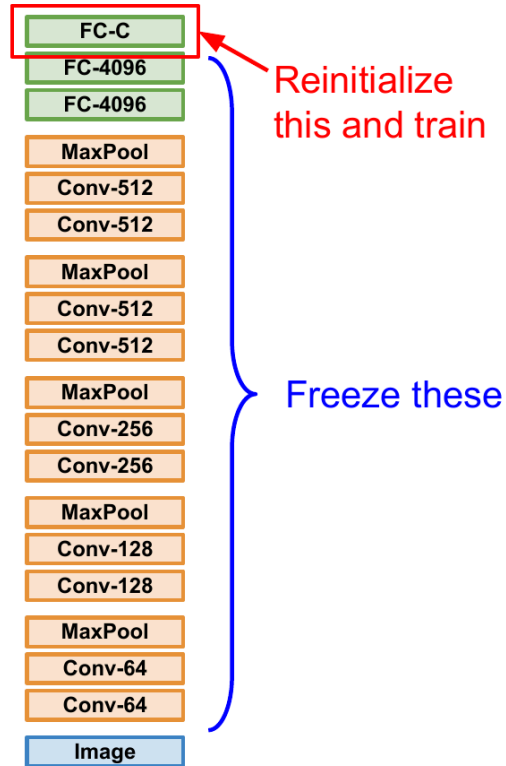 FC-C
FC-4096
FC-4096
Reinitialize
this and train
MaxPool
Conv-512
Conv-512
MaxPool
Conv-512
Conv-512
MaxPool
Conv-256
Conv-256
Freeze these
MaxPool
Conv-128
Conv-128
MaxPool
Conv-64
Conv-64
Image